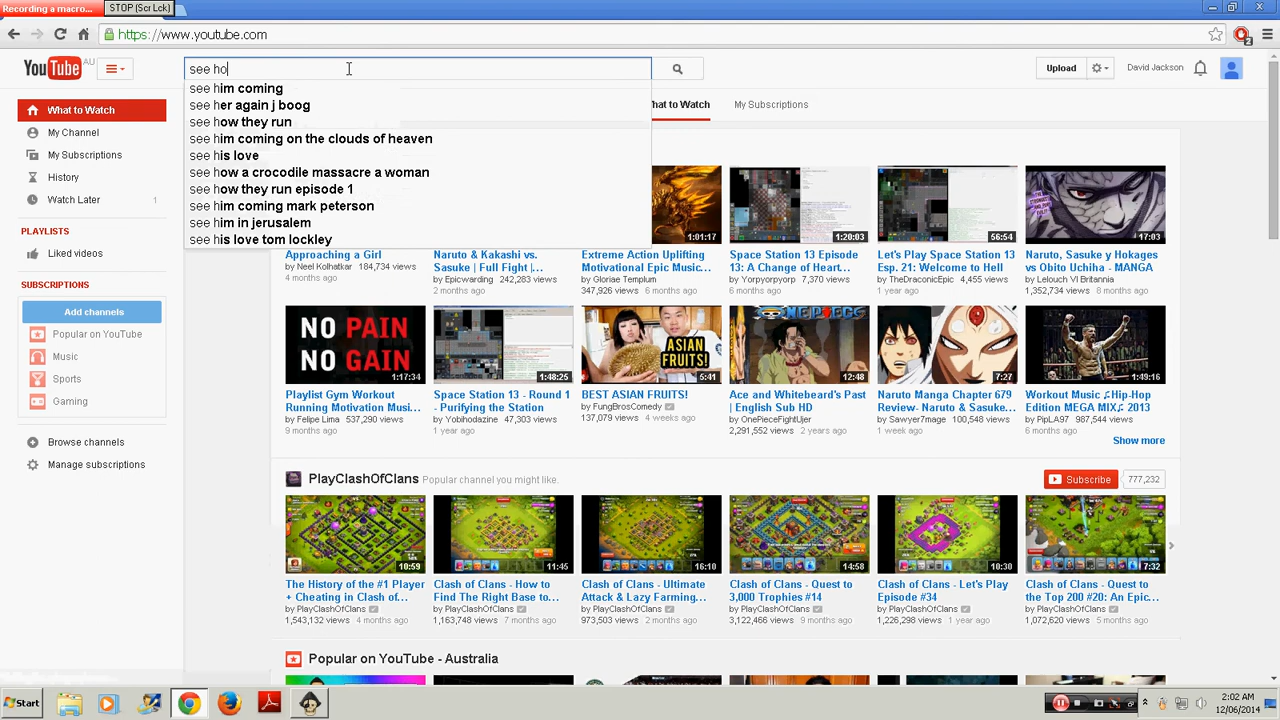 Recording a macro...
STOP (Scr Lck)
https://www.youtube.com
2
YouTube AU
see ho
Upload
David Jackson
see him coming
see her again j boog
see how they run
see him coming on the clouds of heaven
see his love
see how a crocodile massacre a woman
see how they run episode 1
see him coming mark peterson
see him in jerusalem
see his love tom lockley
hat to Watch
My Subscriptions
What to Watch
My Channel
My Subscriptions
History
Watch Later 1
PLAYLISTS
Liked videos
SUBSCRIPTIONS
Add channels
Popular on YouTube
Music
Sports
Gaming
Browse channels
Manage subscriptions
1:01:17
1:20:03
56:54
17:03
Approaching a Girl
by Neel Kolhatkar 184,734 views
4 months ago
Naruto & Kakashi vs.
Sasuke | Full Fight |...
by Epicwarding 242,283 views
2 months ago
Extreme Action Uplifting
Motivational Epic Music...
by Gloriae Templum
347,926 views 6 months ago
Space Station 13 Episode
13: A Change of Heart...
by Yorpyorpyorp 7,370 views
6 months ago
Let's Play Space Station 13
Esp. 21: Welcome to Hell
by TheDraconicEpic 4,455 views
1 year ago
Naruto, Sasuke y Hokages
vs Obito Uchiha - MANGA
by Lelouch VI Britannia
1,352,734 views 8 months ago
NO PAIN
NO GAIN
1:17:34
1:48:25
ASIAN
FRUITS!
5:41
ONE PIECE
12:48
7:27
1:49:16
Playlist Gym Workout
Running Motivation Musi...
by Felipe Lima 537,290 views
9 months ago
Space Station 13 - Round 1
- Purifying the Station
by Yobihodazine 47,303 views
1 year ago
BEST ASIAN FRUITS!
by FungBrosComedy
137,079 views 4 weeks ago
Ace and Whitebeard's Past
| English Sub HD
by OnePieceFightUjer
2,291,552 views 2 years ago
Naruto Manga Chapter 679
Review- Naruto & Sasuke...
by Sawyer7mage 100,548 views
1 week ago
Workout Music ♫Hip-Hop
Edition MEGA MIX♫ 2013
by PipLA97 987,544 views
6 months ago
Show more
PlayClashOfClans Popular channel you might like.
Subscribe 777,232
10:59
11:45
16:10
14:58
10:30
7:32
The History of the #1 Player
+ Cheating in Clash of...
by PlayClashOfClans
1,543,132 views 4 months ago
Clash of Clans - How to
Find The Right Base to...
by PlayClashOfClans
1,163,748 views 7 months ago
Clash of Clans - Ultimate
Attack & Lazy Farming...
by PlayClashOfClans
973,503 views 2 months ago
Clash of Clans - Quest to
3,000 Trophies #14
by PlayClashOfClans
3,122,466 views 9 months ago
Clash of Clans - Let's Play
Episode #34
by PlayClashOfClans
1,226,298 views 1 year ago
Clash of Clans - Quest to
the Top 200 #20: An Epic...
by PlayClashOfClans
1,072,620 views 5 months ago
Popular on YouTube - Australia
Start
2:02 AM
12/06/2014